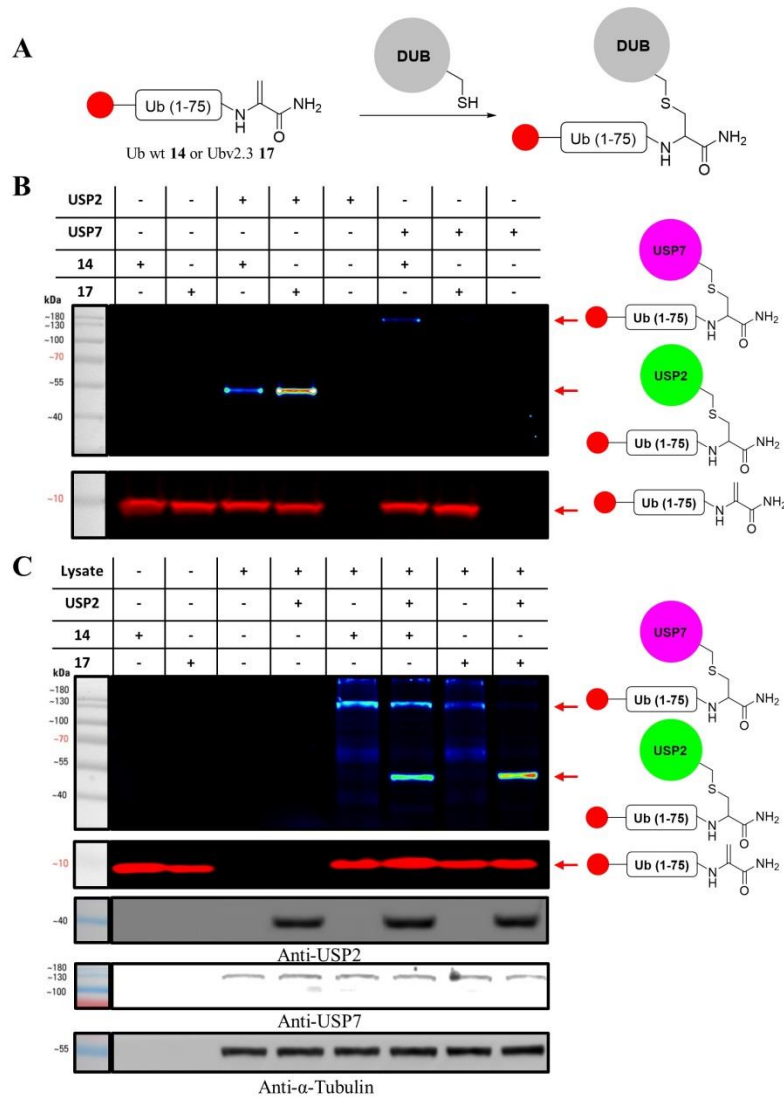 A
DUB
SH
Ub (1-75)
N
H
O
NH2
Ub wt 14 or Ubv2.3 17
DUB
S
Ub (1-75)
N
H
O
NH2
B
USP2 - - + + + - - -
USP7 - - - - - + + +
14 + - + - - + - -
17 - + - + - - + -
kDa
~180
~130
~100
~70
~55
~40
~10
USP7
S
Ub (1-75)
N
H
O
NH2
USP2
S
Ub (1-75)
N
H
O
NH2
Ub (1-75)
N
H
O
NH2
C
Lysate - - + + + + + +
USP2 - - - + - + - +
14 + - - - + + - -
17 - + - - - - + +
kDa
~180
~130
~100
~70
~55
~40
~10
USP7
S
Ub (1-75)
N
H
O
NH2
USP2
S
Ub (1-75)
N
H
O
NH2
Ub (1-75)
N
H
O
NH2
~40
Anti-USP2
~180
~130
~100
Anti-USP7
~55
Anti-α-Tubulin